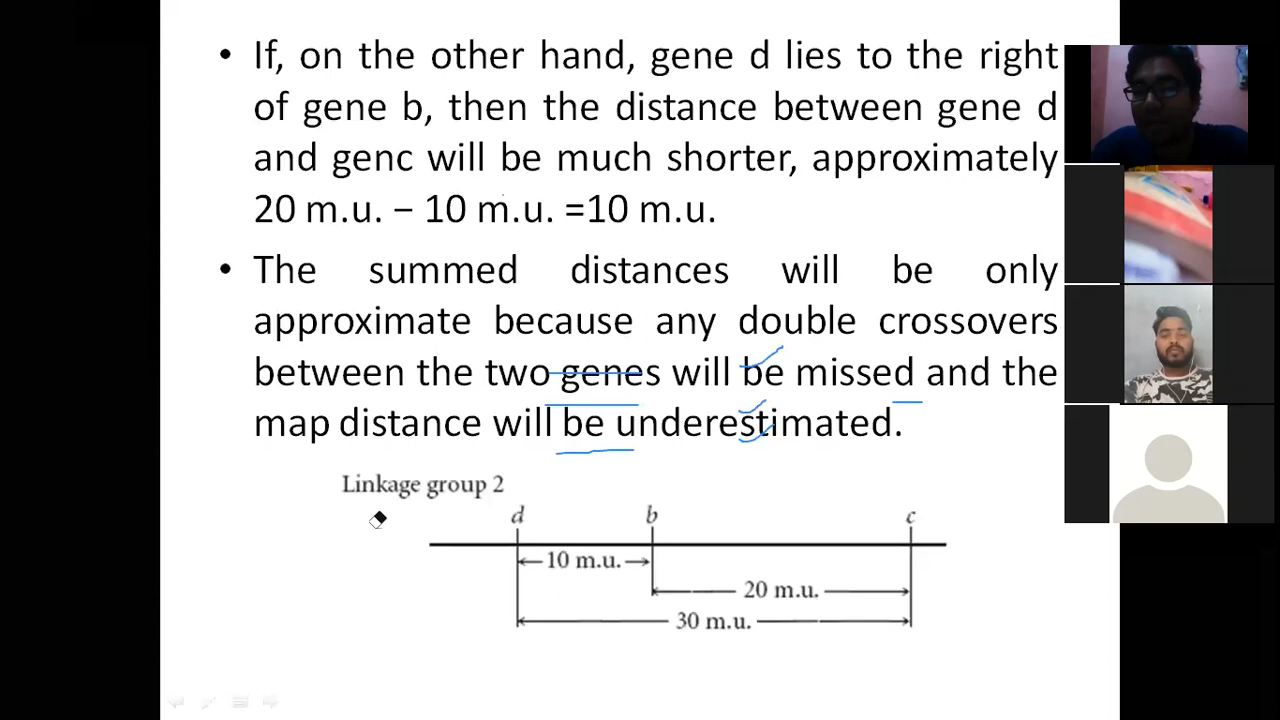 • If, on the other hand, gene d lies to the right
of gene b, then the distance between gene d
and genc will be much shorter, approximately
20 m.u. − 10 m.u. =10 m.u.
• The summed distances will be only
approximate because any double crossovers
between the two genes will be missed and the
map distance will be underestimated.
Linkage group 2
d b c
10 m.u.
20 m.u.
30 m.u.